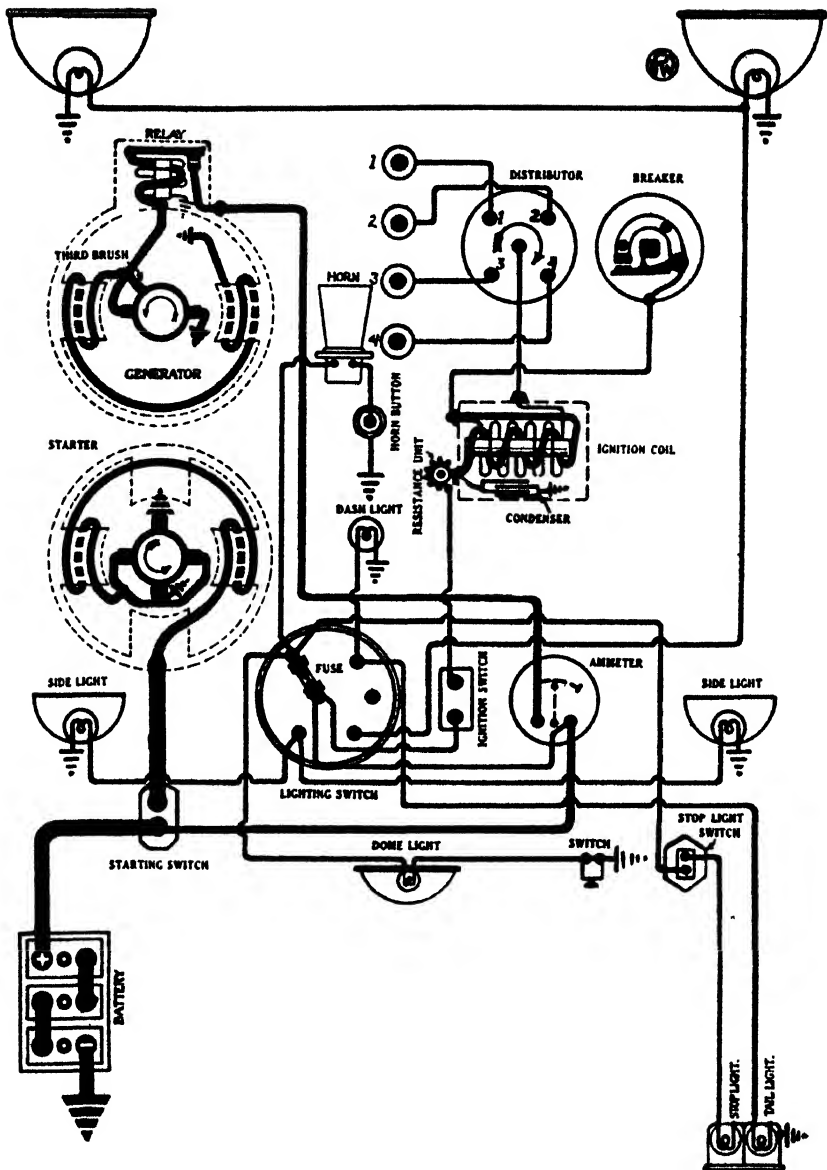 RELAY
1
DISTRIBUTOR
BREAKER
2
1 2
THIRD BRUSH
3
HORN
GENERATOR
4
HORN BUTTON
STARTER
RESISTANCE UNIT
IGNITION COIL
CONDENSER
DASH LIGHT
FUSE
AMMETER
SIDE LIGHT
SIDE LIGHT
IGNITION SWITCH
LIGHTING SWITCH
STOP LIGHT
SWITCH
DOME LIGHT
SWITCH
STARTING SWITCH
+
BATTERY
-
STOP LIGHT.
TAIL LIGHT.